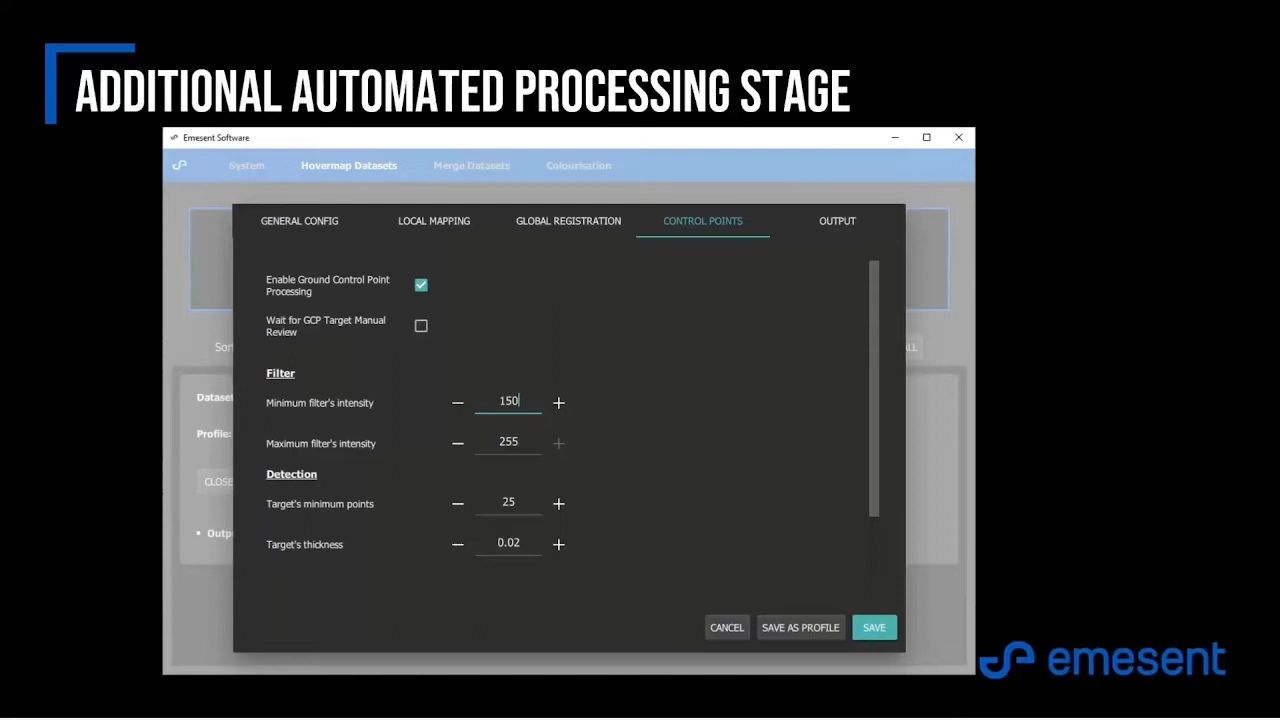 ADDITIONAL AUTOMATED PROCESSING STAGE
Emesent Software
System Hovermap Datasets Merge Datasets Colourisation
GENERAL CONFIG LOCAL MAPPING GLOBAL REGISTRATION CONTROL POINTS OUTPUT
Enable Ground Control Point
Processing
Wait for GCP Target Manual
Review
Filter
Minimum filter's intensity 150
Maximum filter's intensity 255
Detection
Target's minimum points 25
Target's thickness 0.02
Profile:
CLOSE
CANCEL SAVE AS PROFILE SAVE
emesent